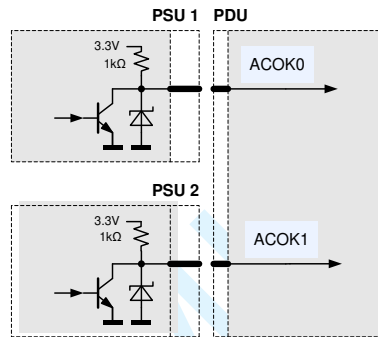 PSU 1 PDU
3.3V
1kΩ
ACOK0
PSU 2
3.3V
1kΩ
ACOK1